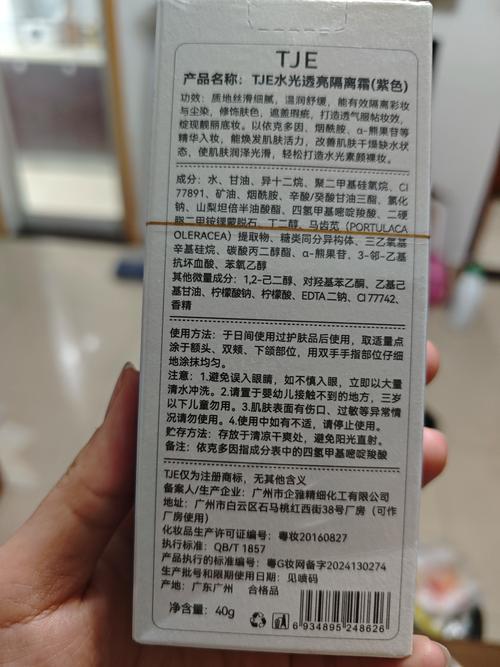 TJE
产品名称：TJE水光透亮隔离霜(紫色)
功效：质地丝滑细腻，温润舒缓，能有效隔离彩妆
与尘染，修饰肤色，遮盖瑕疵，打造透气服帖妆效，
绽现靓丽底妆。以依克多因、烟酰胺、α-熊果苷等
精华入妆，能焕发肌肤活力，改善肌肤干燥缺水状
态，使肌肤润泽光滑，轻松打造水光素颜裸妆。
成分：水、甘油、异十二烷、聚二甲基硅氧烷、CI
77891、矿油、烟酰胺、辛酸/癸酸甘油三酯、氯化
钠、山梨坦倍半油酸酯、四氢甲基嘧啶羧酸、二硬
脂二甲铵锂蒙脱石、丁二醇、马齿苋（PORTULACA
OLERACEA）提取物、糖类同分异构体、三乙氧基
辛基硅烷、碳酸丙二醇酯、α-熊果苷、3-邻-乙基
抗坏血酸、苯氧乙醇
其他微量成分：1,2-己二醇、对羟基苯乙酮、乙基己
基甘油、柠檬酸钠、柠檬酸、EDTA二钠、CI 77742、
香精
使用方法：于日间使用过护肤品后使用，取适量点
涂于额头、双颊、下颌部位，用双手手指部位仔细
地涂抹均匀。
注意：1.避免误入眼睛，如不慎入眼，立即以大量
清水冲洗。2.请置于婴幼儿接触不到的地方，三岁
以下儿童勿用。3.肌肤表面有伤口、过敏等异常情
况请勿使用。4.使用中如有不适，请停止使用。
贮存方法：存放于清凉干爽处，避免阳光直射。
备注：依克多因指成分表中的四氢甲基嘧啶羧酸
TJE仅为注册商标，无其他含义
备案人/生产企业：广州市企雅精细化工有限公司
地址：广州市白云区石马桃红西街38号厂房（可作
厂房使用）
化妆品生产许可证编号：粤妆20160827
执行标准：QB/T 1857
产品执行的标准编号：粤G妆网备字2024130274
生产批号和限期使用日期：见喷码
产地：广东广州 合格品
净含量：40g
6 934895 248626